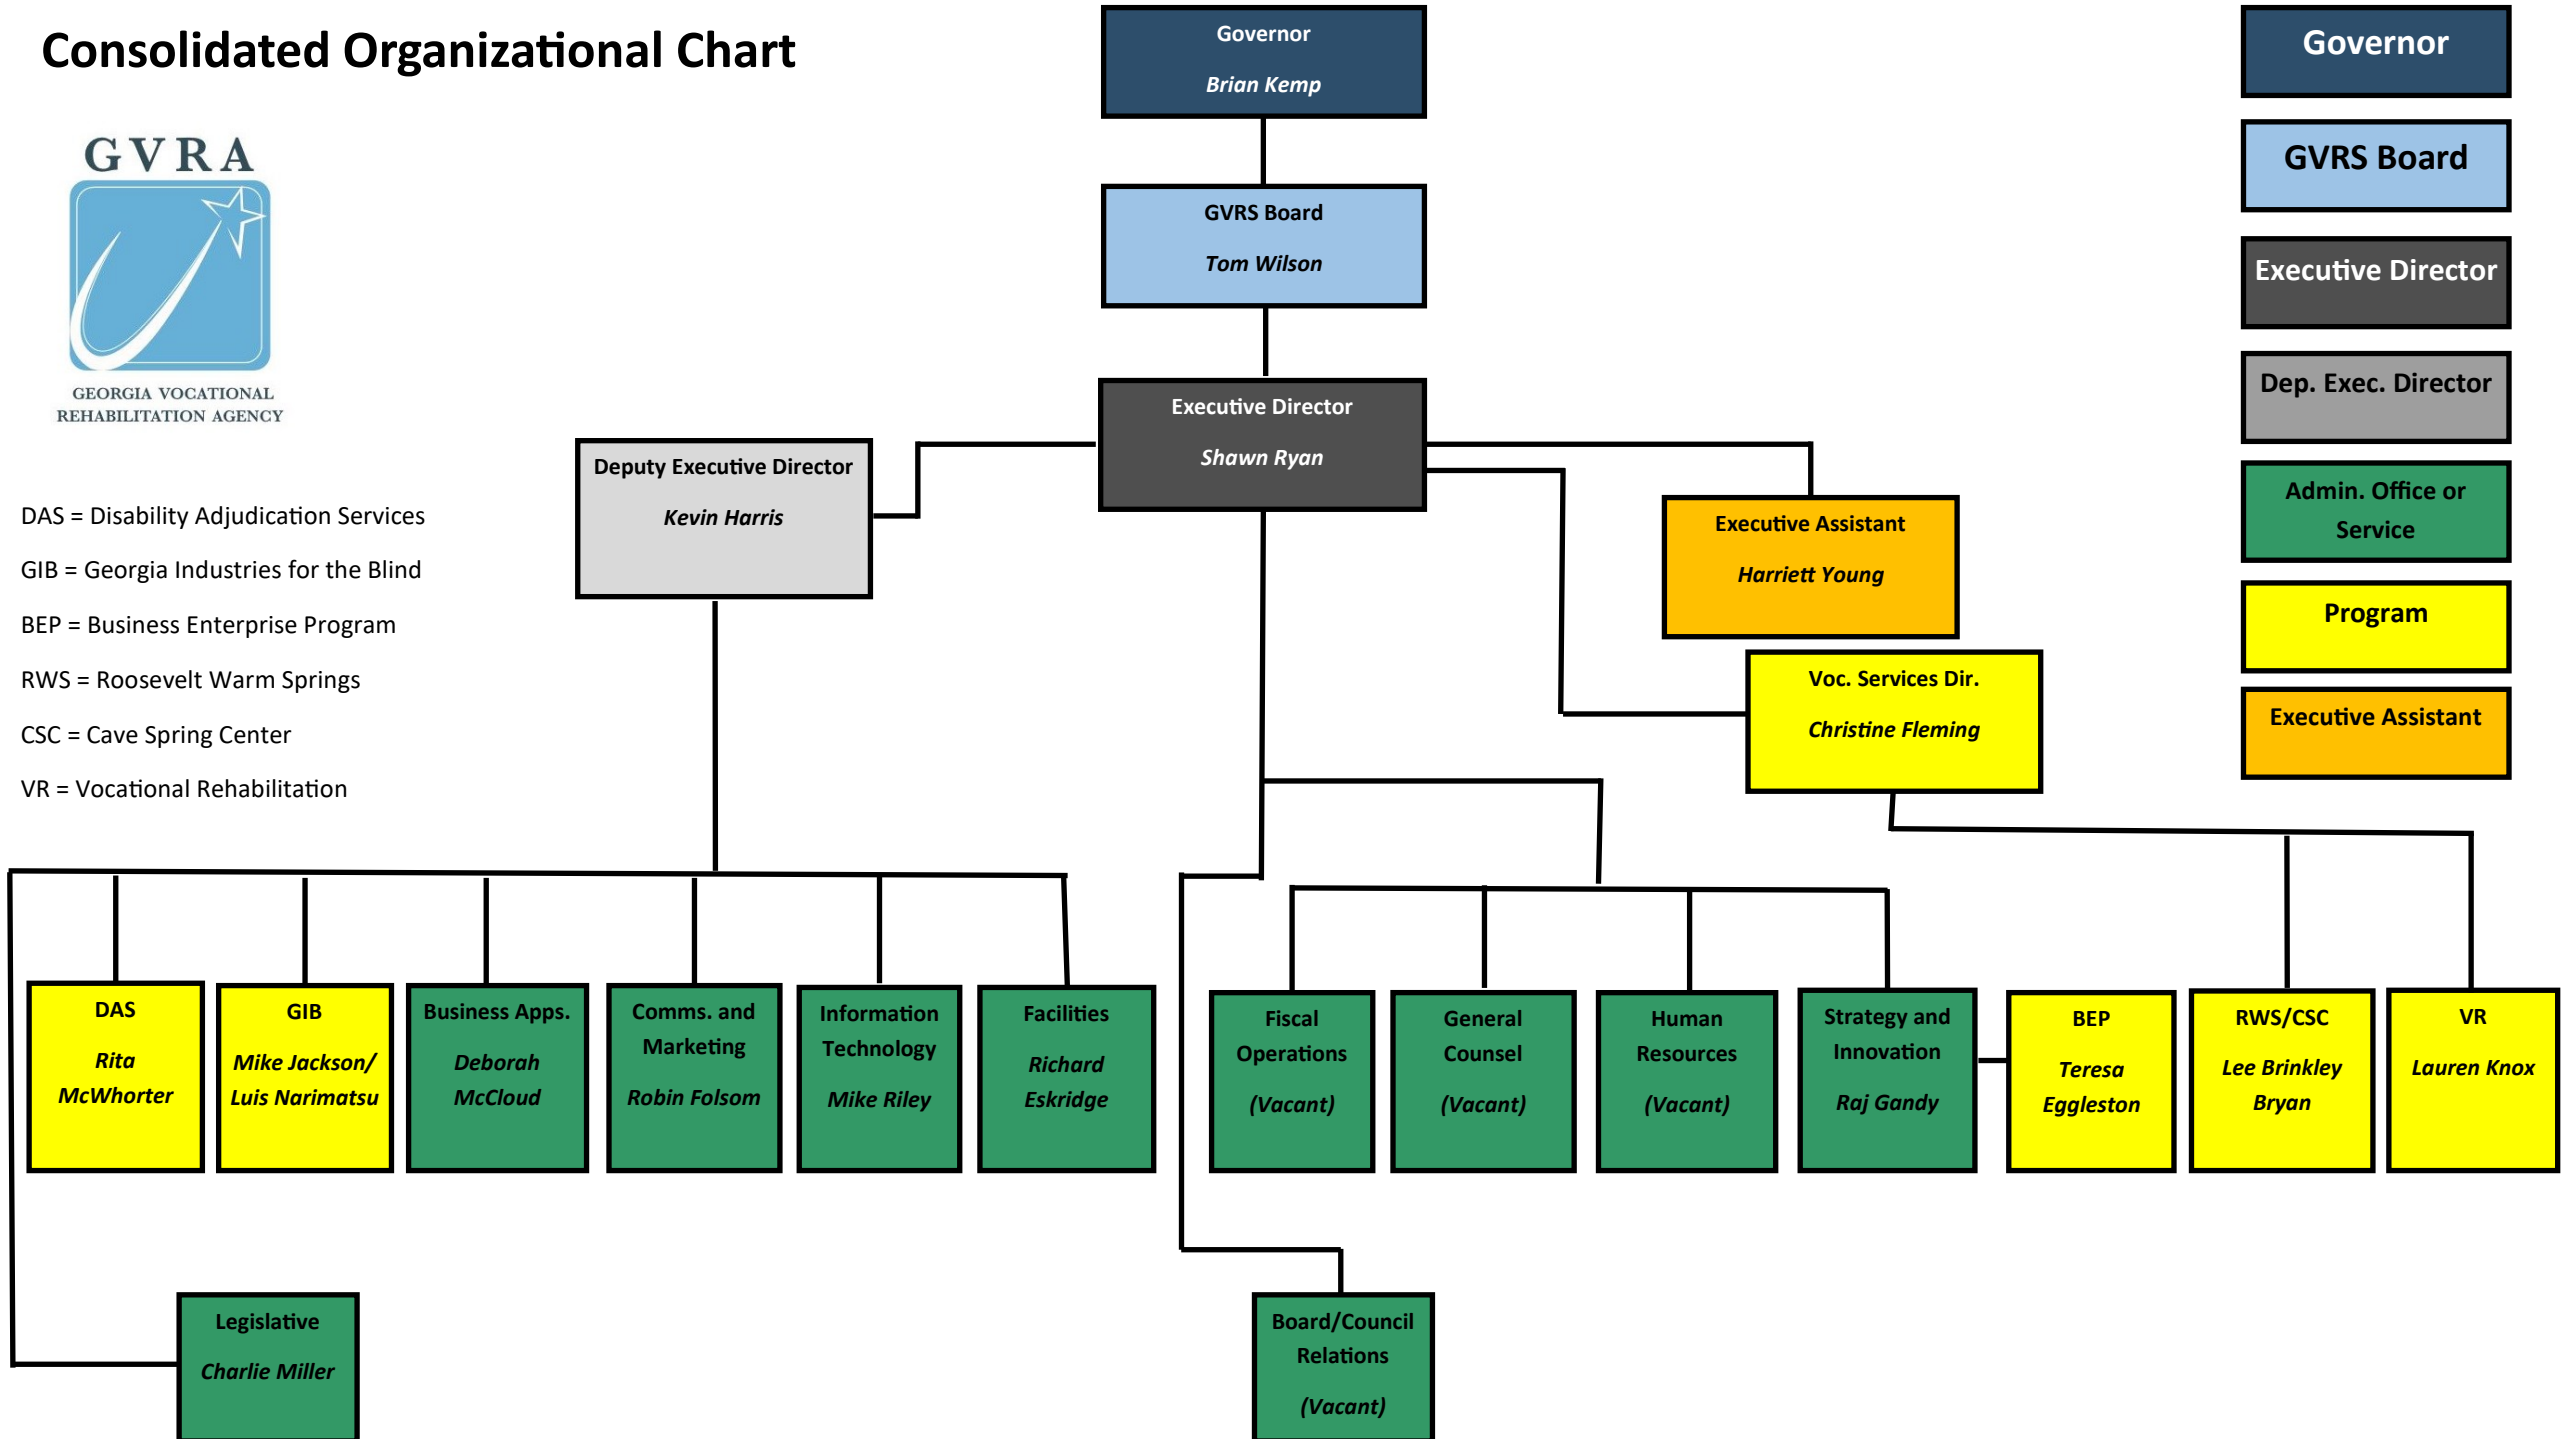 Consolidated Organizational Chart
GVRA
GEORGIA VOCATIONAL
REHABILITATION AGENCY
DAS = Disability Adjudication Services
GIB = Georgia Industries for the Blind
BEP = Business Enterprise Program
RWS = Roosevelt Warm Springs
CSC = Cave Spring Center
VR = Vocational Rehabilitation
Governor
Brian Kemp
GVRS Board
Tom Wilson
Executive Director
Shawn Ryan
Deputy Executive Director
Kevin Harris
Executive Assistant
Harriett Young
Voc. Services Dir.
Christine Fleming
Governor
GVRS Board
Executive Director
Dep. Exec. Director
Admin. Office or
Service
Program
Executive Assistant
DAS
Rita
McWhorter
GIB
Mike Jackson/
Luis Narimatsu
Business Apps.
Deborah
McCloud
Comms. and
Marketing
Robin Folsom
Information
Technology
Mike Riley
Facilities
Richard
Eskridge
Fiscal
Operations
(Vacant)
General
Counsel
(Vacant)
Human
Resources
(Vacant)
Strategy and
Innovation
Raj Gandy
BEP
Teresa
Eggleston
RWS/CSC
Lee Brinkley
Bryan
VR
Lauren Knox
Legislative
Charlie Miller
Board/Council
Relations
(Vacant)